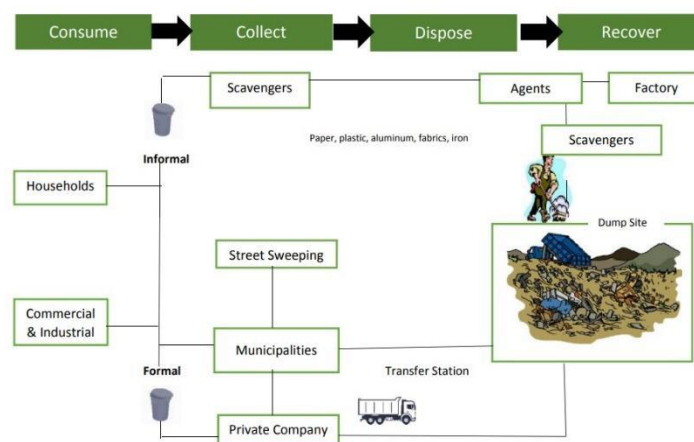 Consume
Collect
Dispose
Recover
Scavengers
Agents
Factory
Paper, plastic, aluminum, fabrics, iron
Scavengers
Informal
Households
Dump Site
Street Sweeping
Commercial
& Industrial
Municipalities
Formal
Transfer Station
Private Company